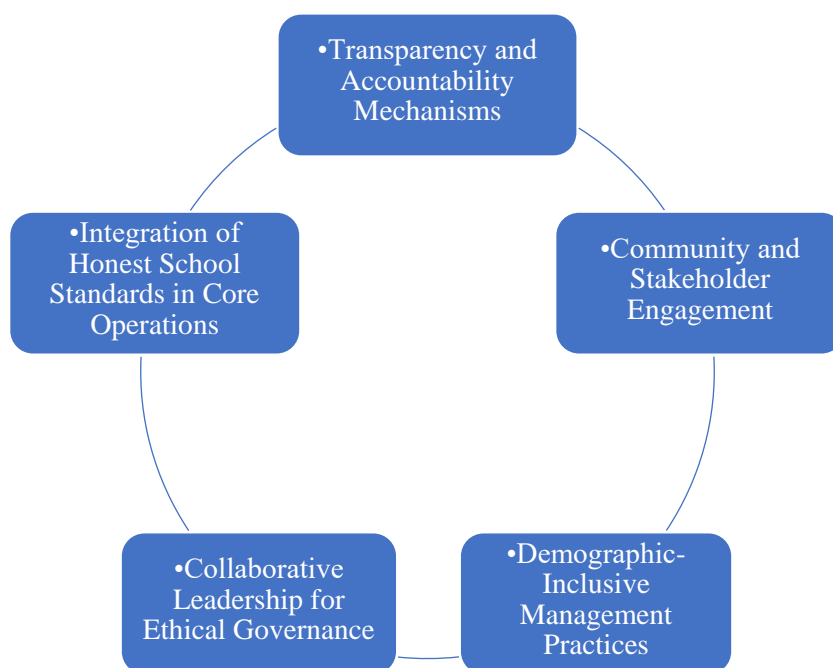 •Transparency and
Accountability
Mechanisms
•Community and
Stakeholder
Engagement
•Demographic-
Inclusive
Management
Practices
•Collaborative
Leadership for
Ethical Governance
•Integration of
Honest School
Standards in Core
Operations